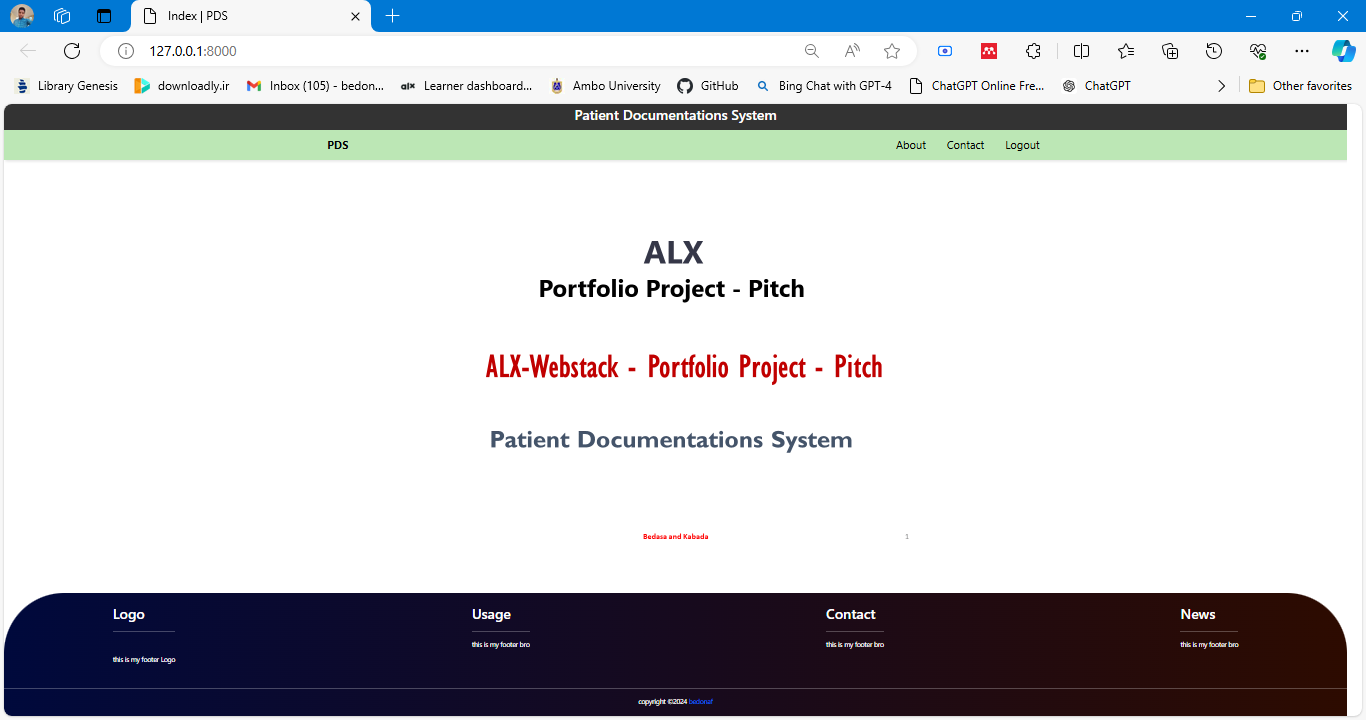 Index | PDS
127.0.0.1:8000
Library Genesis downloadly.ir Inbox (105) - bedon... alx Learner dashboard... Ambo University GitHub Bing Chat with GPT-4 ChatGPT Online Fre... ChatGPT Other favorites
Patient Documentations System
PDS About Contact Logout
ALX
Portfolio Project - Pitch
ALX-Webstack - Portfolio Project - Pitch
Patient Documentations System
Bedasa and Kabada 1
Logo Usage Contact News
this is my footer bro this is my footer bro this is my footer bro
this is my footer Logo
copyright ©2024 bedonaf